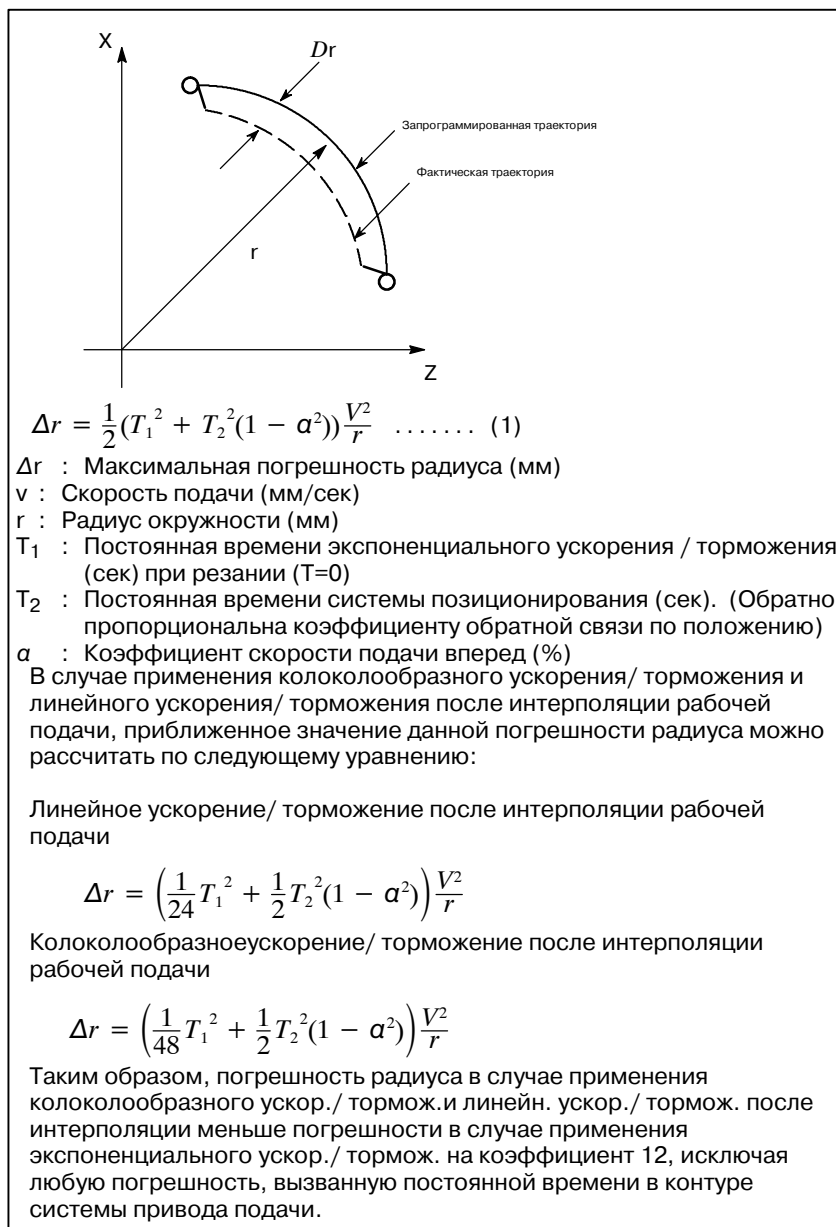 X
Dr
Запрограммированная траектория
Фактическая траектория
r
Z
Δr = 1/2(T₁² + T₂²(1 − α²))V²/r ....... (1)
Δr : Максимальная погрешность радиуса (мм)
v : Скорость подачи (мм/сек)
r : Радиус окружности (мм)
T₁ : Постоянная времени экспоненциального ускорения / торможения
(сек) при резании (T=0)
T₂ : Постоянная времени системы позиционирования (сек). (Обратно
пропорциональна коэффициенту обратной связи по положению)
α : Коэффициент скорости подачи вперед (%)
В случае применения колоколообразного ускорения/ торможения и
линейного ускорения/ торможения после интерполяции рабочей
подачи, приближенное значение данной погрешности радиуса можно
рассчитать по следующему уравнению:
Линейное ускорение/ торможение после интерполяции рабочей
подачи
Δr = (1/24 T₁² + 1/2 T₂²(1 − α²))V²/r
Колоколообразноеускорение/ торможение после интерполяции
рабочей подачи
Δr = (1/48 T₁² + 1/2 T₂²(1 − α²))V²/r
Таким образом, погрешность радиуса в случае применения
колоколообразного ускор./ тормож.и линейн. ускор./ тормож. после
интерполяции меньше погрешности в случае применения
экспоненциального ускор./ тормож. на коэффициент 12, исключая
любую погрешность, вызванную постоянной времени в контуре
системы привода подачи.